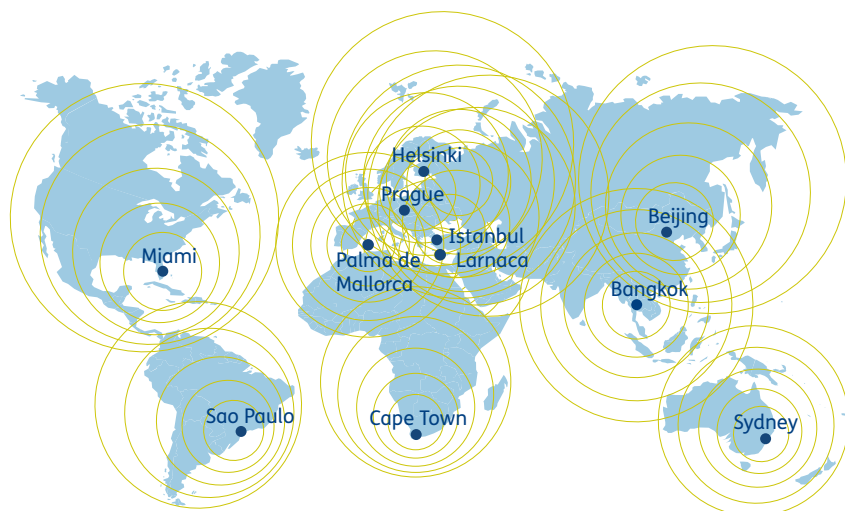 Helsinki
Prague
Beijing
Istanbul
Miami
Palma de
Mallorca
Larnaca
Bangkok
Sao Paulo
Cape Town
Sydney